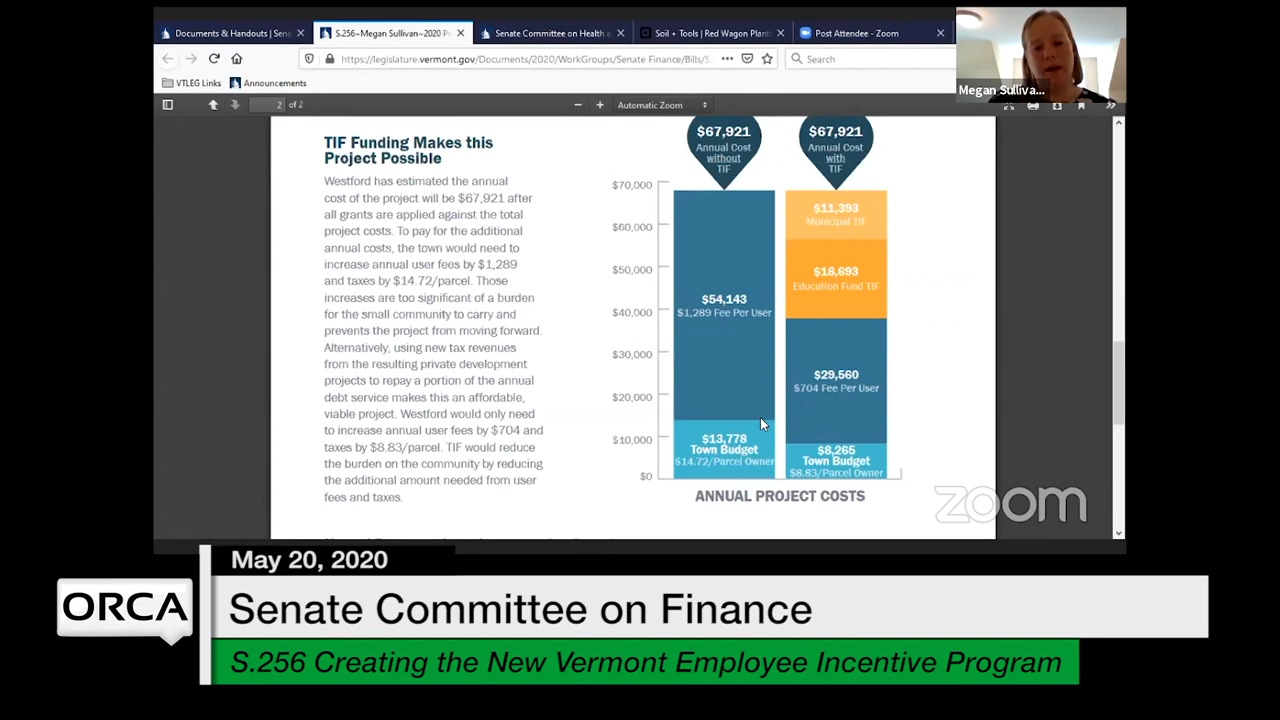 Documents & Handouts | Sen
S.256~Megan Sullivan~2020 Pr
Senate Committee on Health
Soil + Tools | Red Wagon Plant
Post Attendee - Zoom
https://legislature.vermont.gov/Documents/2020/WorkGroups/Senate Finance/Bills/S.
Search
VTLEG Links
Announcements
Megan Sulliva...
2 of 2
Automatic Zoom
TIF Funding Makes this
Project Possible
Westford has estimated the annual
cost of the project will be $67,921 after
all grants are applied against the total
project costs. To pay for the additional
annual costs, the town would need to
increase annual user fees by $1,289
and taxes by $14.72/parcel. Those
increases are too significant of a burden
for the small community to carry and
prevents the project from moving forward.
Alternatively, using new tax revenues
from the resulting private development
projects to repay a portion of the annual
debt service makes this an affordable,
viable project. Westford would only need
to increase annual user fees by $704 and
taxes by $8.83/parcel. TIF would reduce
the burden on the community by reducing
the additional amount needed from user
fees and taxes.
$67,921
Annual Cost
without
TIF
$67,921
Annual Cost
with
TIF
$70,000
$60,000
$50,000
$40,000
$30,000
$20,000
$10,000
$0
$54,143
$1,289 Fee Per User
$13,778
Town Budget
$14.72/Parcel Owner
$11,393
Municipal TIF
$18,693
Education Fund TIF
$29,560
$704 Fee Per User
$8,265
Town Budget
$8.83/Parcel Owner
ANNUAL PROJECT COSTS
zoom
May 20, 2020
ORCA
Senate Committee on Finance
S.256 Creating the New Vermont Employee Incentive Program